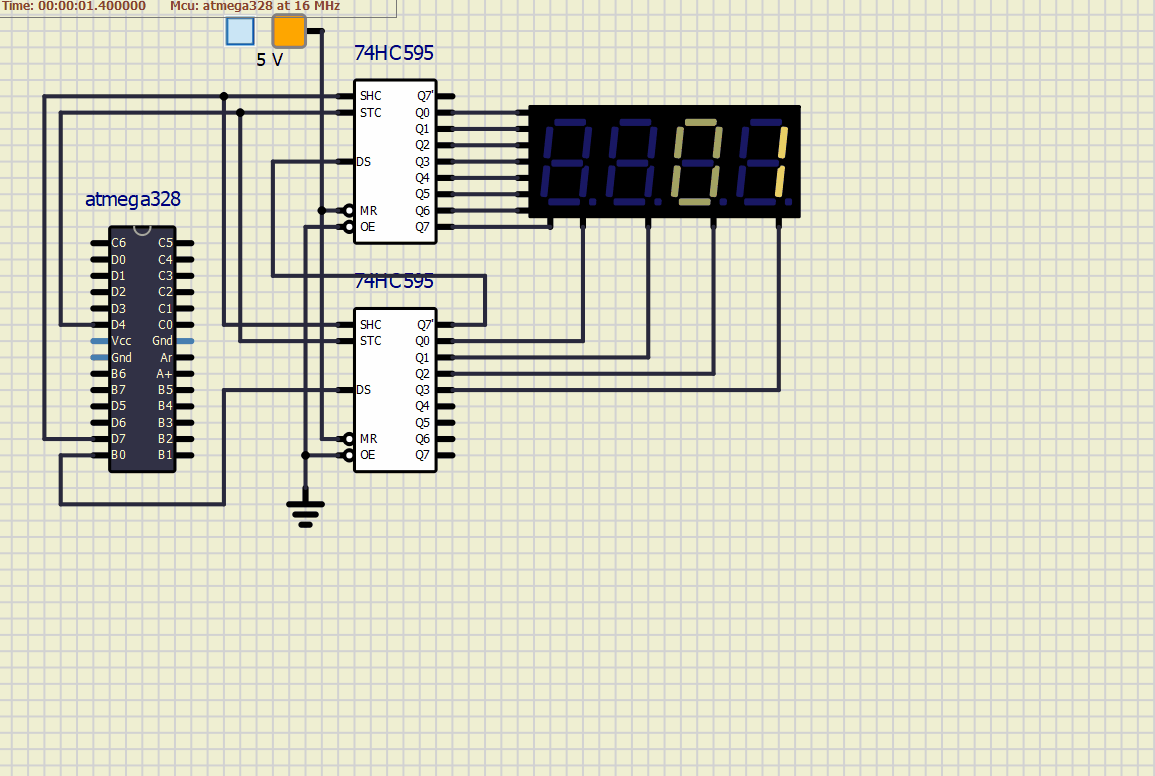 Time: 00:00:01.400000 Mcu: atmega328 at 16 MHz
5 V
74HC595
SHC Q7'
STC Q0
Q1
Q2
DS Q3
Q4
Q5
MR Q6
OE Q7
01
atmega328
C6 C5
D0 C4
D1 C3
D2 C2
D3 C1
D4 C0
Vcc Gnd
Gnd Ar
B6 A+
B7 B5
D5 B4
D6 B3
D7 B2
B0 B1
74HC595
SHC Q7'
STC Q0
Q1
Q2
DS Q3
Q4
Q5
MR Q6
OE Q7